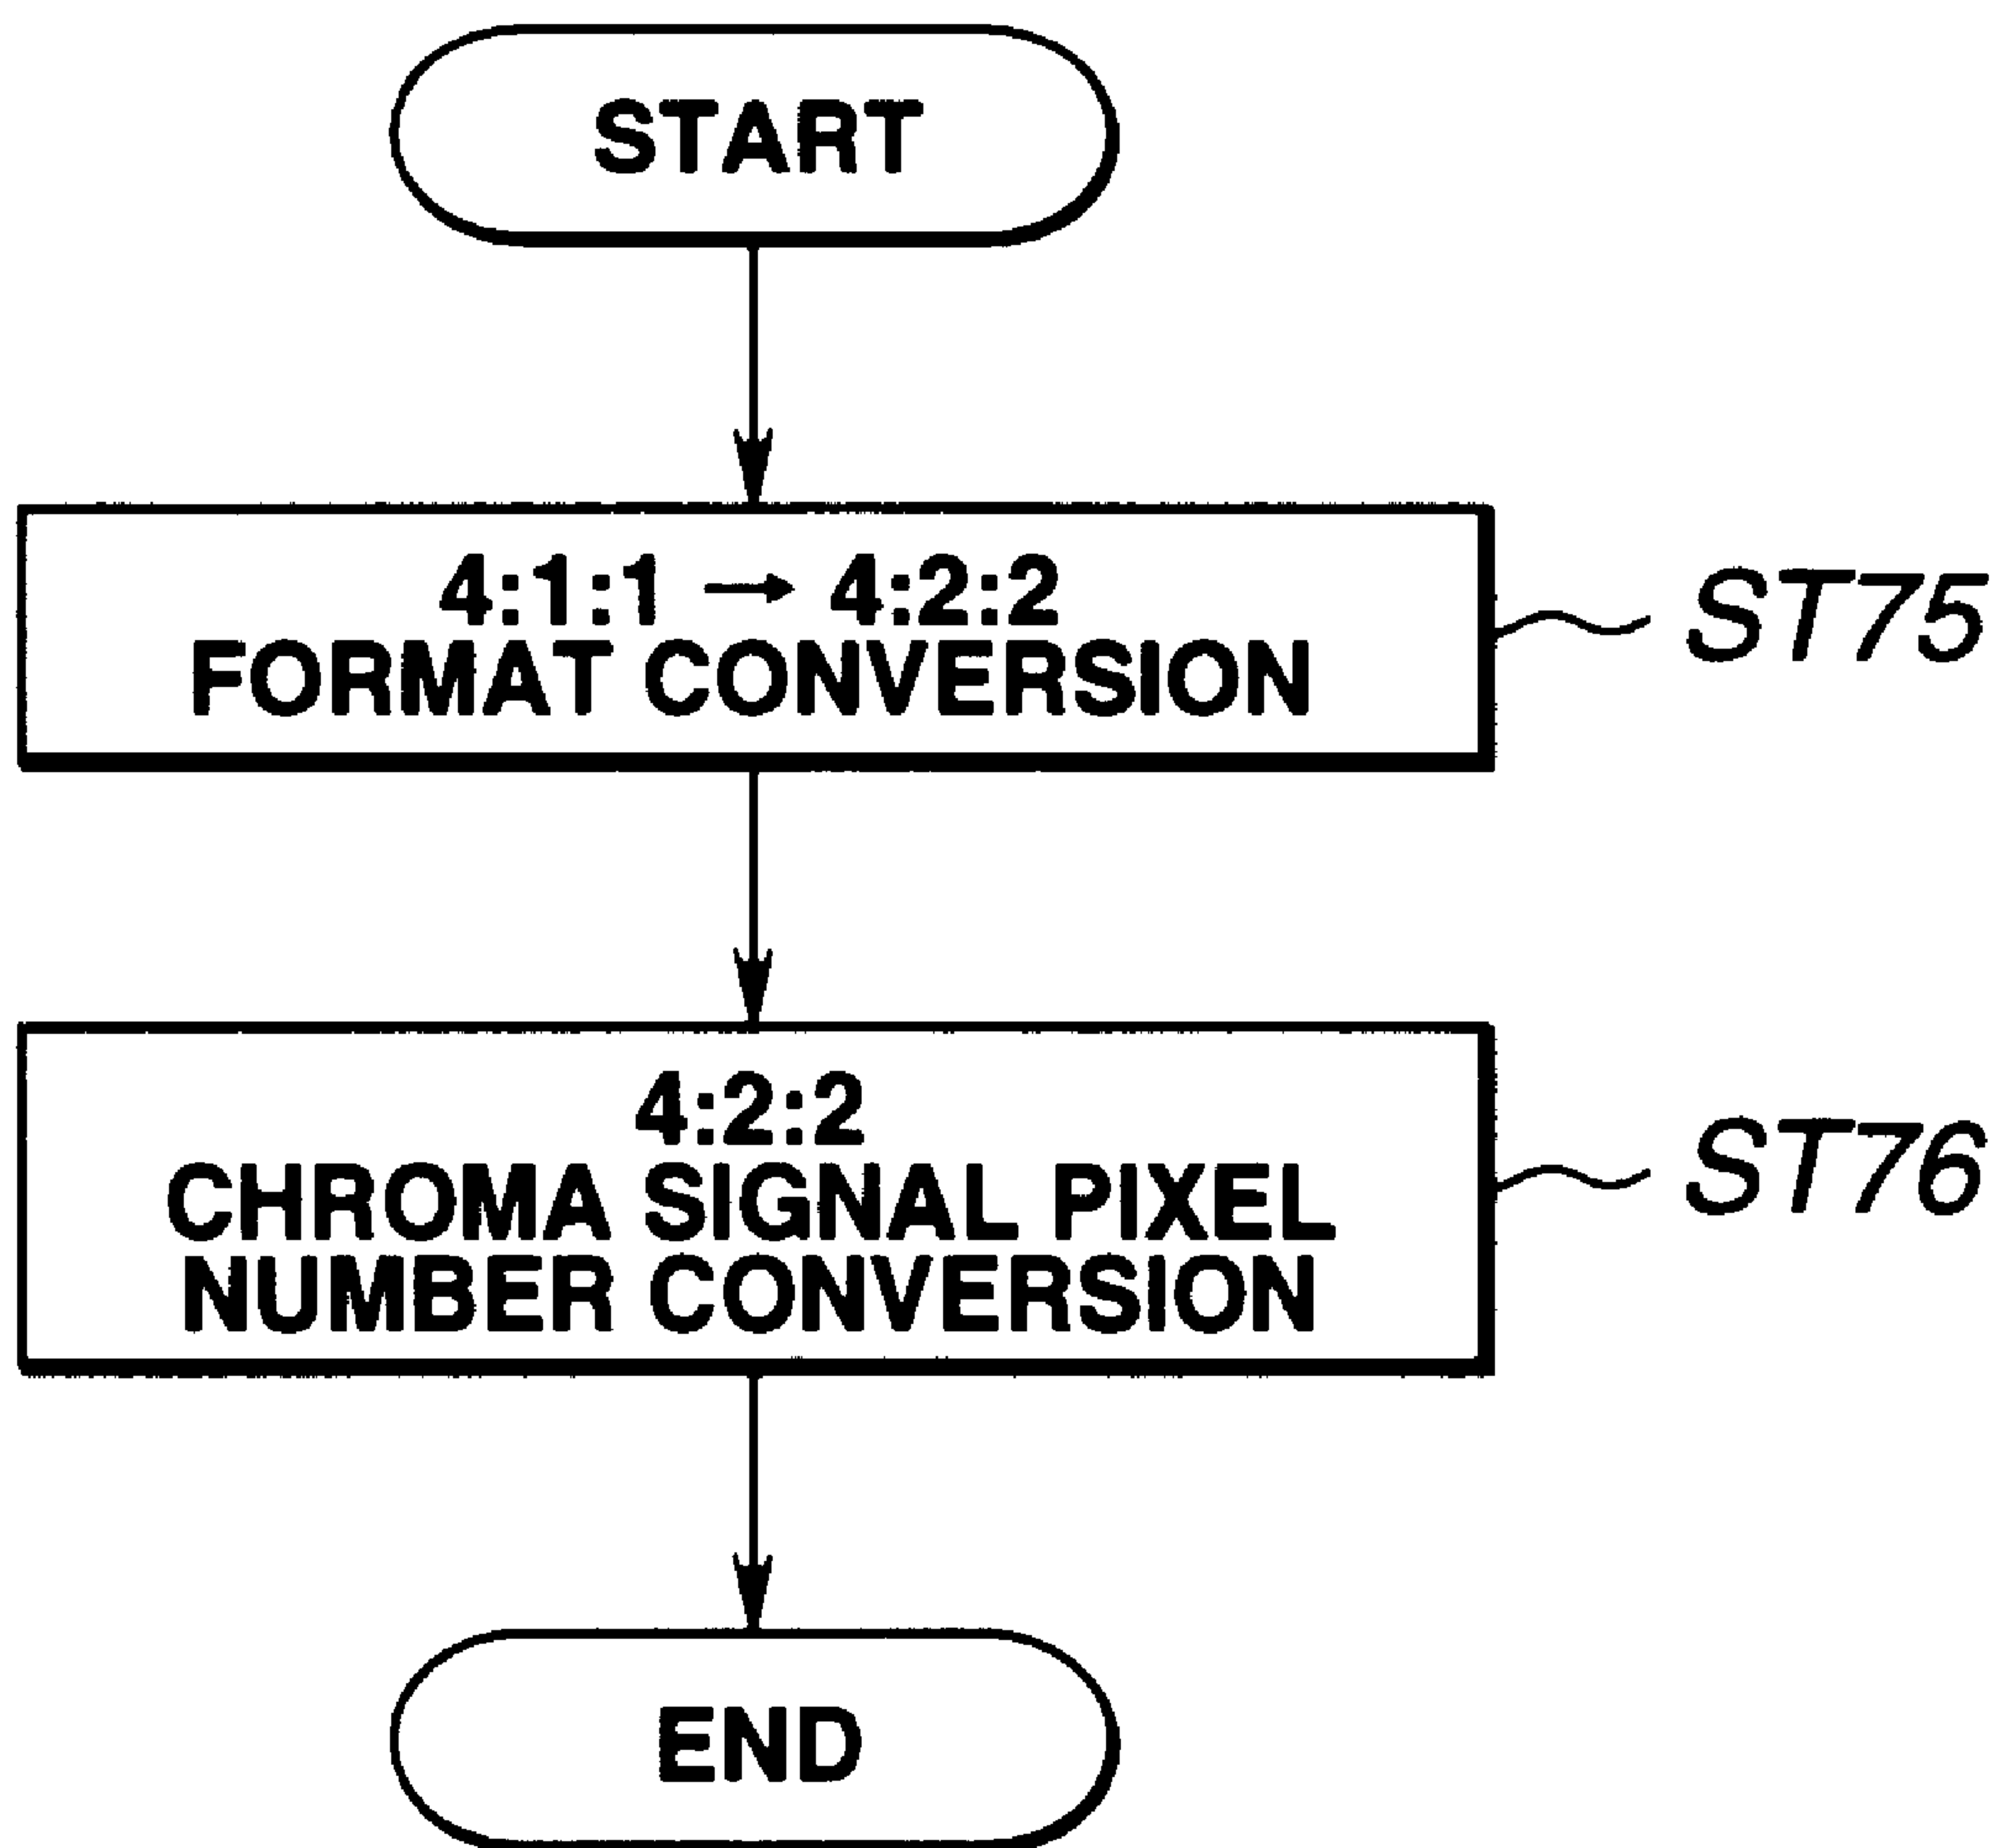 START
4:1:1 → 4:2:2
FORMAT CONVERSION
ST75
4:2:2
CHROMA SIGNAL PIXEL
NUMBER CONVERSION
ST76
END